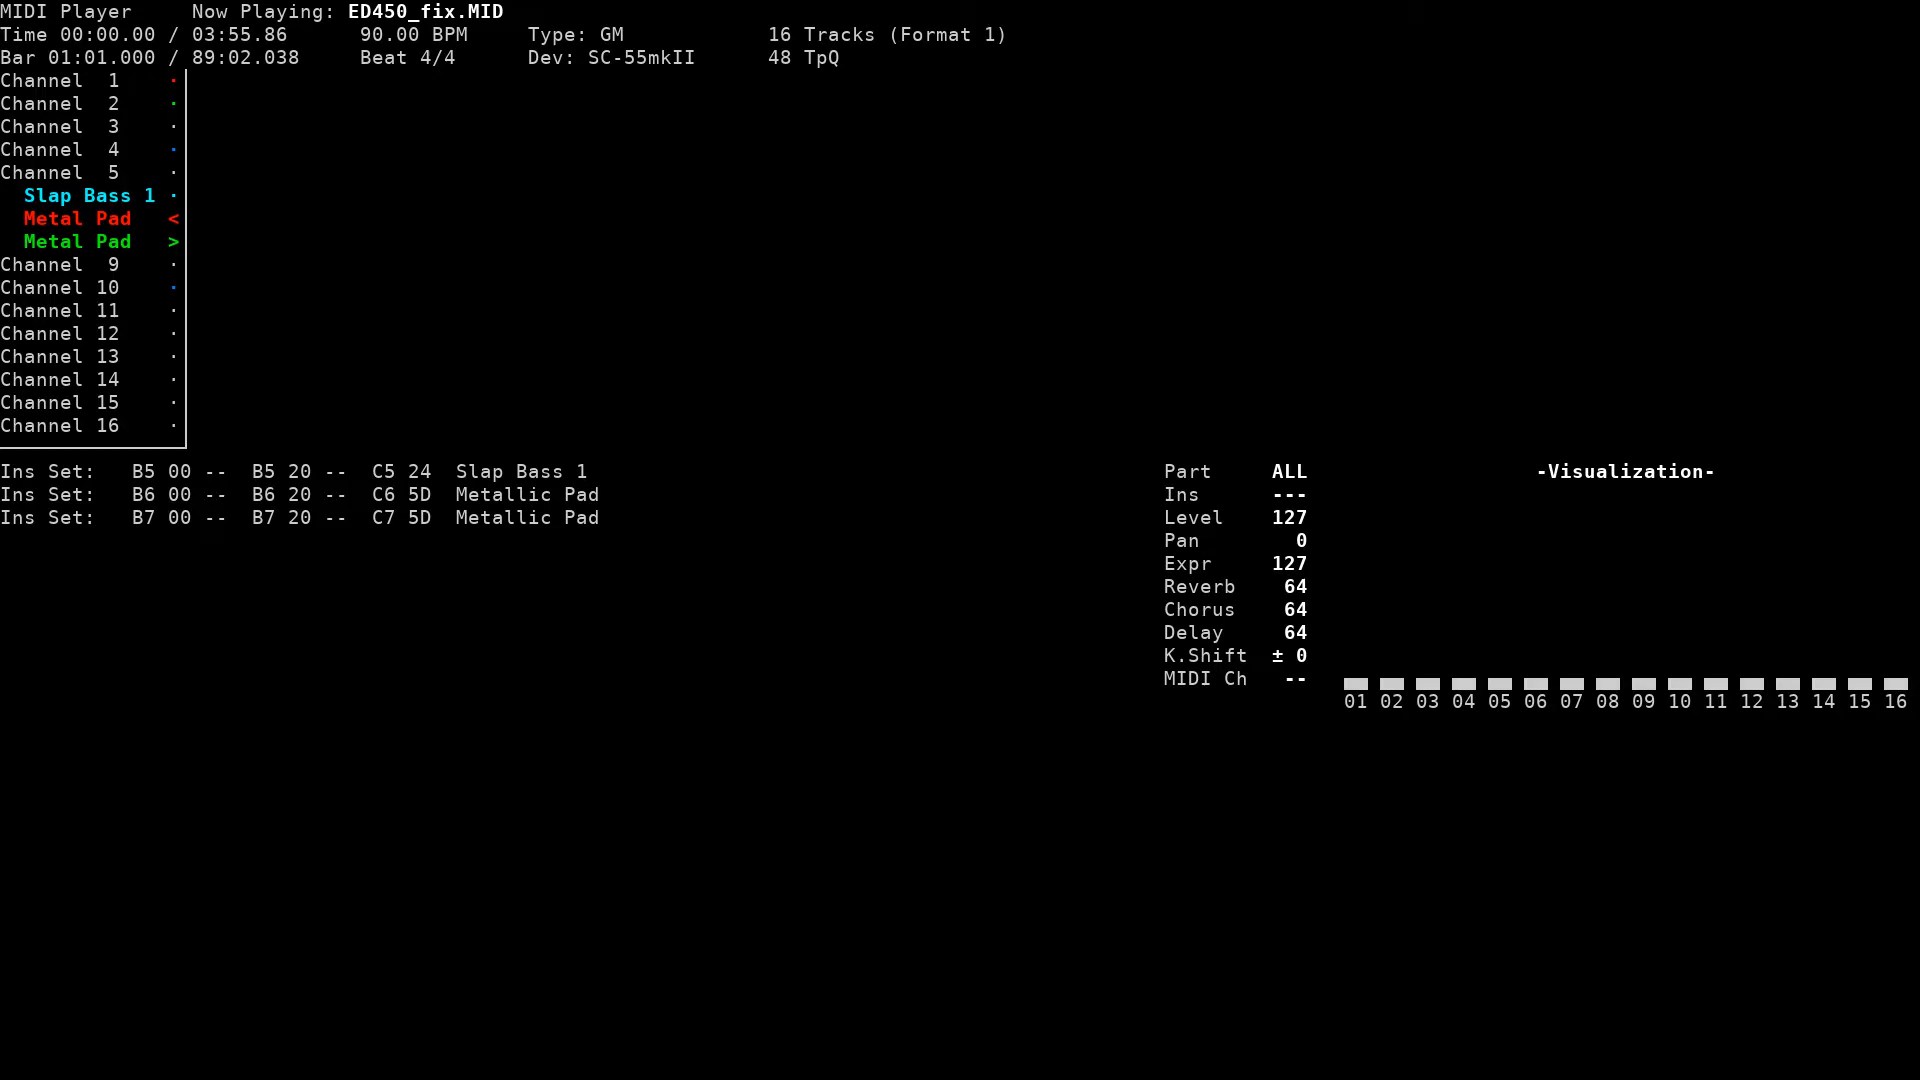 MIDI Player     Now Playing: ED450_fix.MID
Time 00:00.00 / 03:55.86      90.00 BPM     Type: GM            16 Tracks (Format 1)
Bar 01:01.000 / 89:02.038     Beat 4/4      Dev: SC-55mkII      48 TpQ
Channel  1    ·
Channel  2    ·
Channel  3    ·
Channel  4    ·
Channel  5    ·
Slap Bass 1 ·
Metal Pad   <
Metal Pad   >
Channel  9    ·
Channel 10    ·
Channel 11    ·
Channel 12    ·
Channel 13    ·
Channel 14    ·
Channel 15    ·
Channel 16    ·
Ins Set:   B5 00 --  B5 20 --  C5 24  Slap Bass 1
Ins Set:   B6 00 --  B6 20 --  C6 5D  Metallic Pad
Ins Set:   B7 00 --  B7 20 --  C7 5D  Metallic Pad
Part     ALL
Ins      ---
Level    127
Pan        0
Expr     127
Reverb    64
Chorus    64
Delay     64
K.Shift  ± 0
MIDI Ch   --
-Visualization-
01 02 03 04 05 06 07 08 09 10 11 12 13 14 15 16